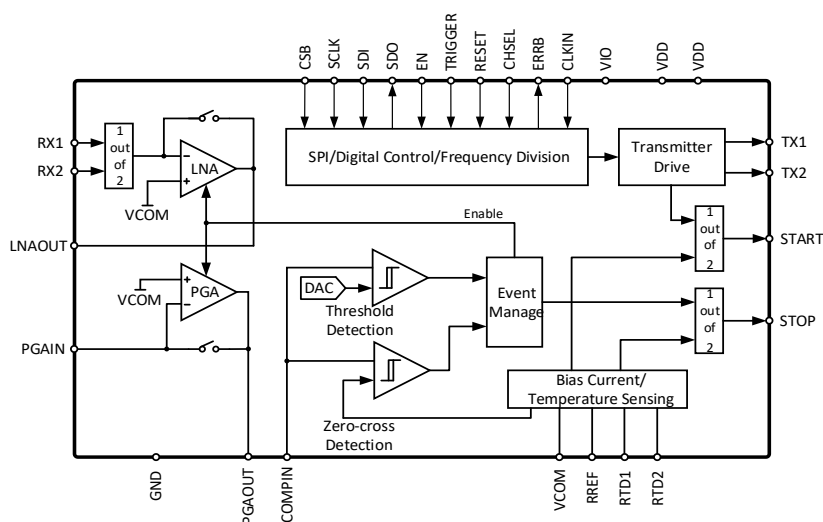 CSB
SCLK
SDI
SDO
EN
TRIGGER
RESET
CHSEL
ERRB
CLKIN
VIO
VDD
VDD
RX1
RX2
1
out
of
2
LNA
VCOM
SPI/Digital Control/Frequency Division
Transmitter
Drive
TX1
TX2
Enable
1
out
of
2
START
LNAOUT
VCOM
PGA
DAC
Threshold
Detection
Event
Manage
1
out
of
2
STOP
PGAIN
Bias Current/
Temperature Sensing
Zero-cross
Detection
GND
PGAOUT
COMPIN
VCOM
RREF
RTD1
RTD2